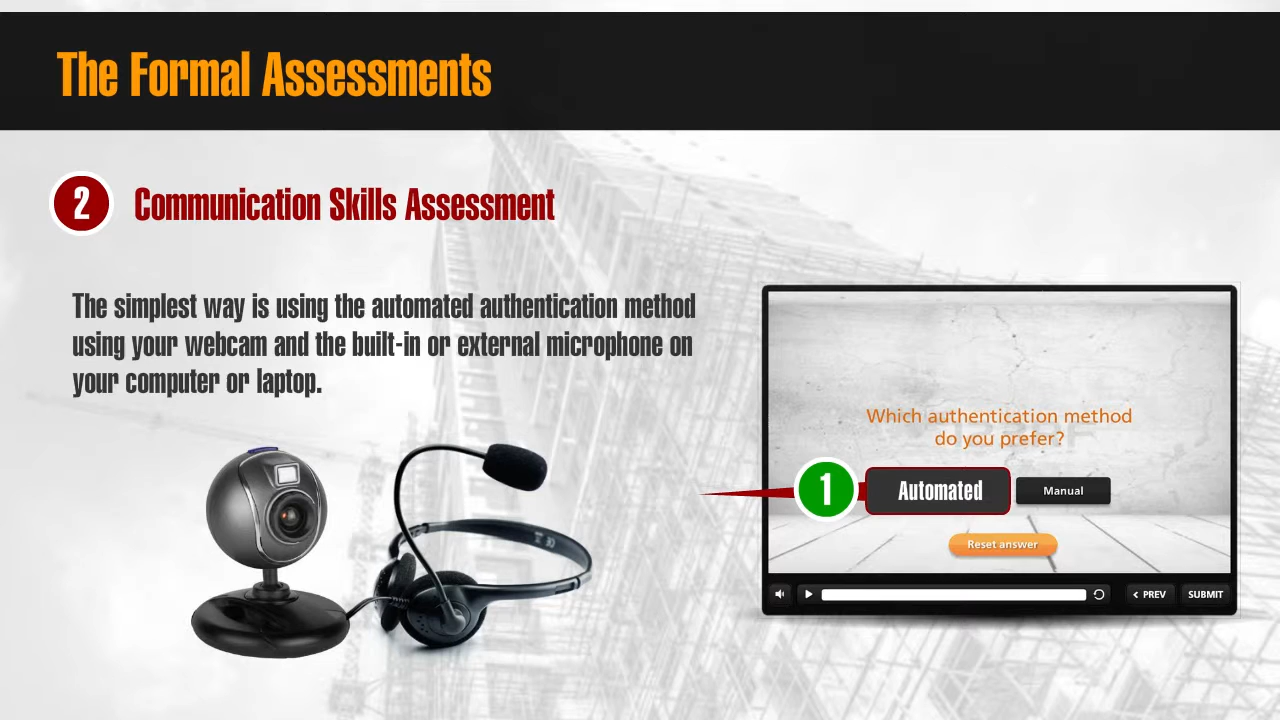 The Formal Assessments
2
Communication Skills Assessment
The simplest way is using the automated authentication method
using your webcam and the built-in or external microphone on
your computer or laptop.
Which authentication method
do you prefer?
1
Automated
Manual
Reset answer
PREV
SUBMIT